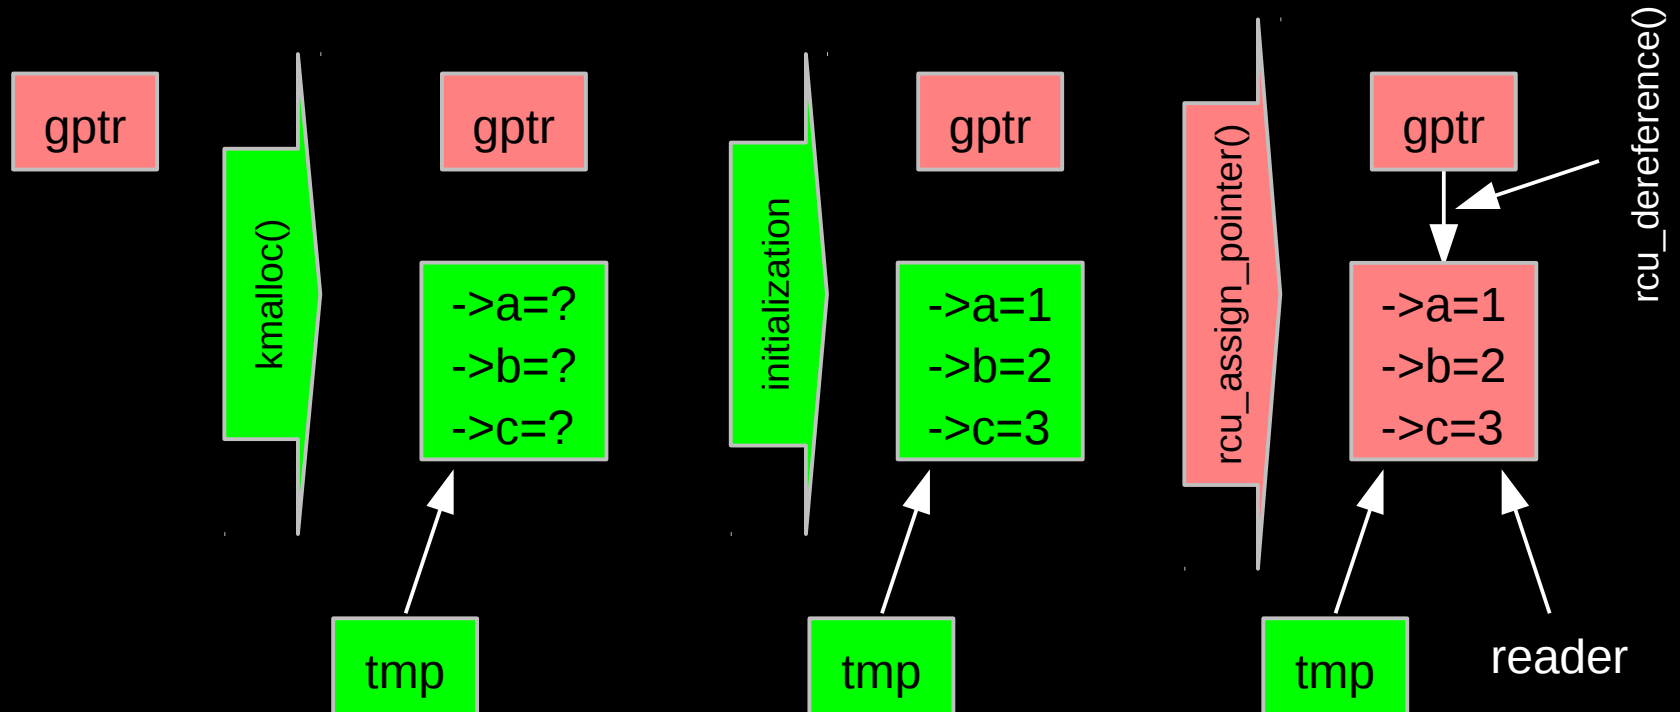 gptr
kmalloc()
gptr
->a=?
->b=?
->c=?
tmp
initialization
gptr
->a=1
->b=2
->c=3
tmp
rcu_assign_pointer()
gptr
->a=1
->b=2
->c=3
tmp
reader
rcu_dereference()